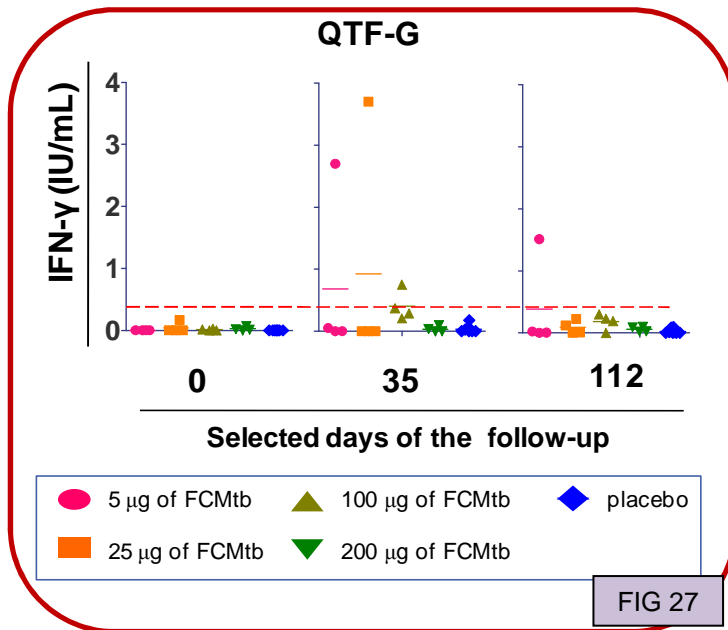 QTF-G
IFN-γ (IU/mL)
4
3
2
1
0
0 35 112
Selected days of the follow-up
5 μg of FCMtb 100 μg of FCMtb placebo
25 μg of FCMtb 200 μg of FCMtb
FIG 27